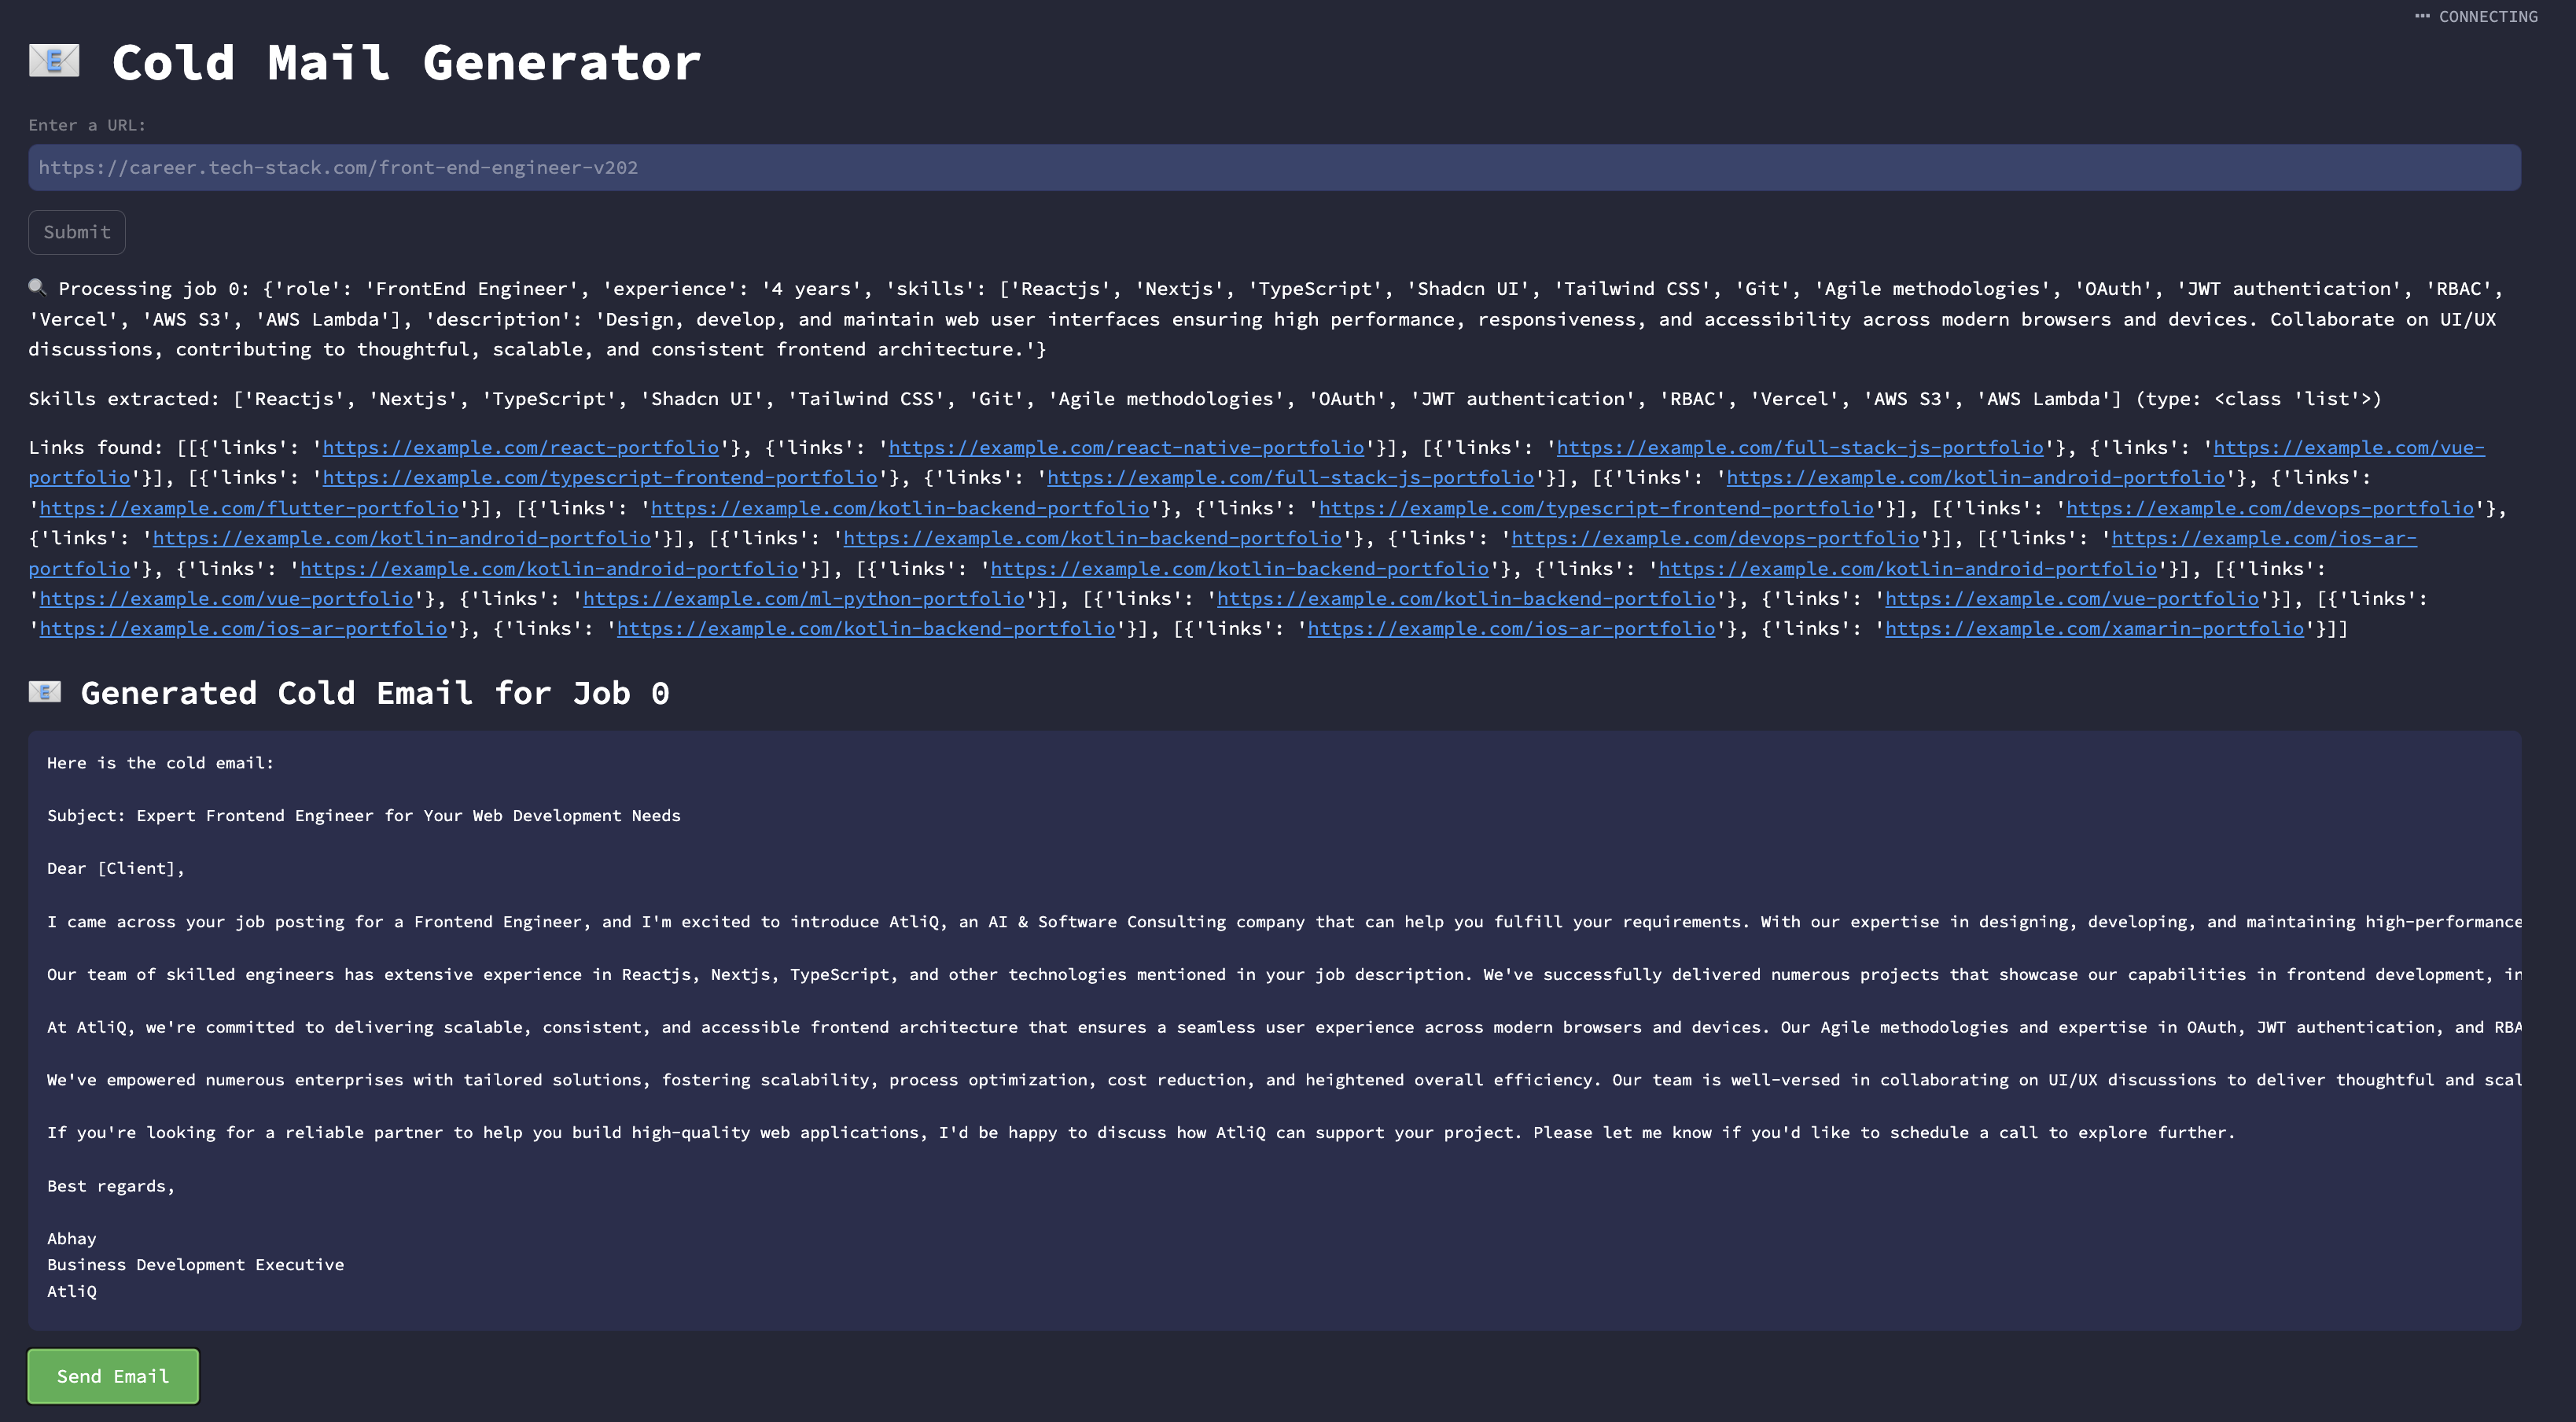 CONNECTING
📧 Cold Mail Generator
Enter a URL:
https://career.tech-stack.com/front-end-engineer-v202
Submit
🔍 Processing job 0: {'role': 'FrontEnd Engineer', 'experience': '4 years', 'skills': ['Reactjs', 'Nextjs', 'TypeScript', 'Shadcn UI', 'Tailwind CSS', 'Git', 'Agile methodologies', 'OAuth', 'JWT authentication', 'RBAC',
'Vercel', 'AWS S3', 'AWS Lambda'], 'description': 'Design, develop, and maintain web user interfaces ensuring high performance, responsiveness, and accessibility across modern browsers and devices. Collaborate on UI/UX
discussions, contributing to thoughtful, scalable, and consistent frontend architecture.'}
Skills extracted: ['Reactjs', 'Nextjs', 'TypeScript', 'Shadcn UI', 'Tailwind CSS', 'Git', 'Agile methodologies', 'OAuth', 'JWT authentication', 'RBAC', 'Vercel', 'AWS S3', 'AWS Lambda'] (type: <class 'list'>)
Links found: [[{'links': 'https://example.com/react-portfolio'}, {'links': 'https://example.com/react-native-portfolio'}], [{'links': 'https://example.com/full-stack-js-portfolio'}, {'links': 'https://example.com/vue-
portfolio'}], [{'links': 'https://example.com/typescript-frontend-portfolio'}, {'links': 'https://example.com/full-stack-js-portfolio'}], [{'links': 'https://example.com/kotlin-android-portfolio'}, {'links':
'https://example.com/flutter-portfolio'}], [{'links': 'https://example.com/kotlin-backend-portfolio'}, {'links': 'https://example.com/typescript-frontend-portfolio'}], [{'links': 'https://example.com/devops-portfolio'},
{'links': 'https://example.com/kotlin-android-portfolio'}], [{'links': 'https://example.com/kotlin-backend-portfolio'}, {'links': 'https://example.com/devops-portfolio'}], [{'links': 'https://example.com/ios-ar-
portfolio'}, {'links': 'https://example.com/kotlin-android-portfolio'}], [{'links': 'https://example.com/kotlin-backend-portfolio'}, {'links': 'https://example.com/kotlin-android-portfolio'}], [{'links':
'https://example.com/vue-portfolio'}, {'links': 'https://example.com/ml-python-portfolio'}], [{'links': 'https://example.com/kotlin-backend-portfolio'}, {'links': 'https://example.com/vue-portfolio'}], [{'links':
'https://example.com/ios-ar-portfolio'}, {'links': 'https://example.com/kotlin-backend-portfolio'}], [{'links': 'https://example.com/ios-ar-portfolio'}, {'links': 'https://example.com/xamarin-portfolio'}]]
📧 Generated Cold Email for Job 0
Here is the cold email:
Subject: Expert Frontend Engineer for Your Web Development Needs
Dear [Client],
I came across your job posting for a Frontend Engineer, and I'm excited to introduce AtliQ, an AI & Software Consulting company that can help you fulfill your requirements. With our expertise in designing, developing, and maintaining high-performance
Our team of skilled engineers has extensive experience in Reactjs, Nextjs, TypeScript, and other technologies mentioned in your job description. We've successfully delivered numerous projects that showcase our capabilities in frontend development, in
At AtliQ, we're committed to delivering scalable, consistent, and accessible frontend architecture that ensures a seamless user experience across modern browsers and devices. Our Agile methodologies and expertise in OAuth, JWT authentication, and RBA
We've empowered numerous enterprises with tailored solutions, fostering scalability, process optimization, cost reduction, and heightened overall efficiency. Our team is well-versed in collaborating on UI/UX discussions to deliver thoughtful and scal
If you're looking for a reliable partner to help you build high-quality web applications, I'd be happy to discuss how AtliQ can support your project. Please let me know if you'd like to schedule a call to explore further.
Best regards,
Abhay
Business Development Executive
AtliQ
Send Email